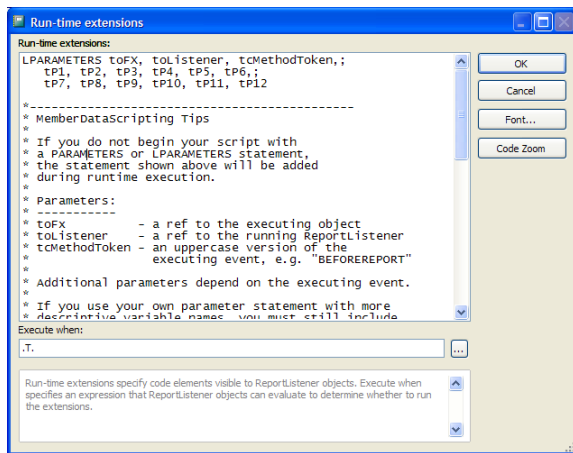 Run-time extensions
Run-time extensions:
LPARAMETERS toFX, toListener, tcMethodToken,;
tP1, tP2, tP3, tP4, tP5, tP6,;
tP7, tP8, tP9, tP10, tP11, tP12
*-----------------------------------------------
* MemberDataScripting Tips
*
* If you do not begin your script with
* a PARAMETERS or LPARAMETERS statement,
* the statement shown above will be added
* during runtime execution.
*
* Parameters:
* -----------
* toFx - a ref to the executing object
* toListener - a ref to the running ReportListener
* tcMethodToken - an uppercase version of the
* executing event, e.g. "BEFOREREPORT"
*
* Additional parameters depend on the executing event.
*
* If you use your own parameter statement with more
* descriptive variable names, you must still include
OK
Cancel
Font...
Code Zoom
Execute when:
.T.
...
Run-time extensions specify code elements visible to ReportListener objects. Execute when
specifies an expression that ReportListener objects can evaluate to determine whether to run
the extensions.